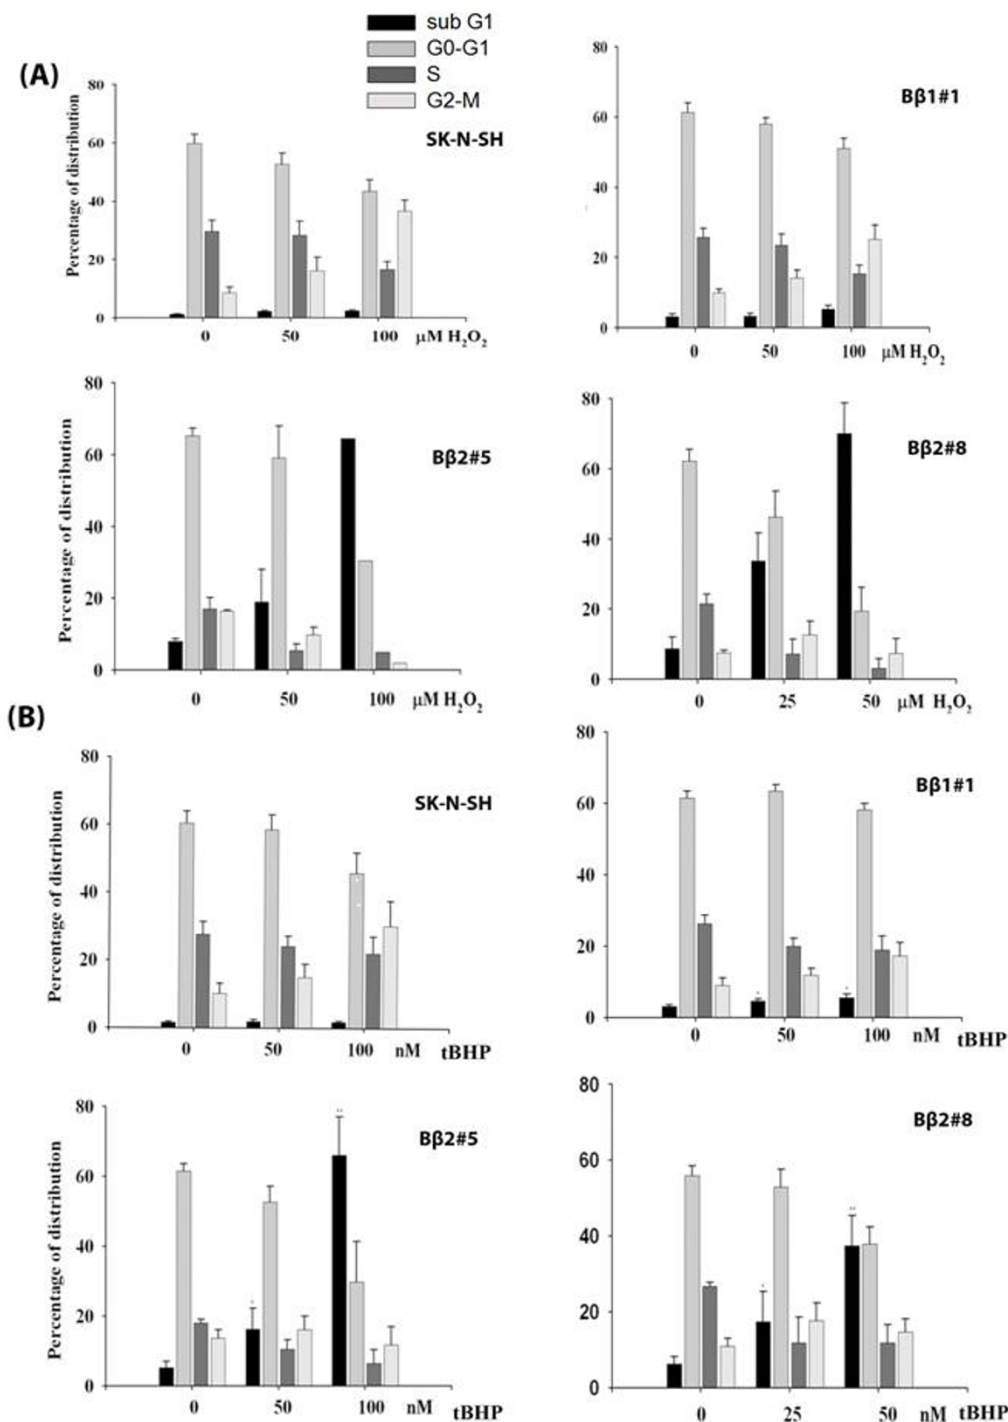 sub G1
G0-G1
S
G2-M
(A)
SK-N-SH
Percentage of distribution
80
60
40
20
0
0 50 100 μM H₂O₂
Bβ1#1
80
60
40
20
0
0 50 100 μM H₂O₂
Bβ2#5
Percentage of distribution
80
60
40
20
0
0 50 100 μM H₂O₂
Bβ2#8
80
60
40
20
0
0 25 50 μM H₂O₂
(B)
SK-N-SH
Percentage of distribution
80
60
40
20
0
0 50 100 nM tBHP
Bβ1#1
80
60
40
20
0
0 50 100 nM tBHP
Bβ2#5
Percentage of distribution
80
60
40
20
0
0 50 100 nM tBHP
Bβ2#8
80
60
40
20
0
0 25 50 nM tBHP